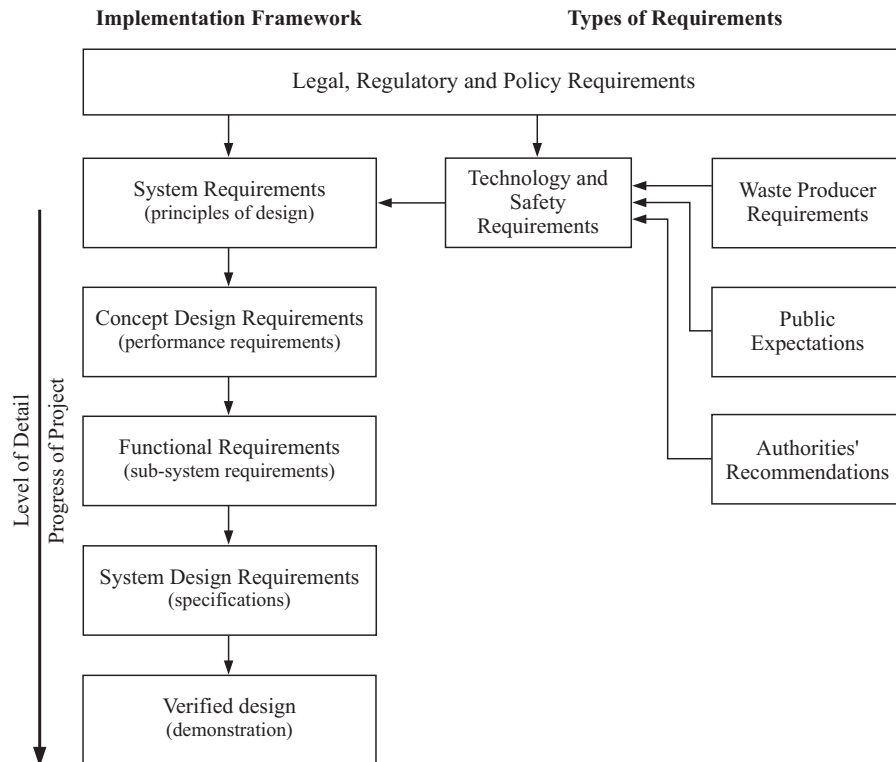 Implementation Framework
Types of Requirements
Legal, Regulatory and Policy Requirements
System Requirements
(principles of design)
Technology and
Safety
Requirements
Waste Producer
Requirements
Concept Design Requirements
(performance requirements)
Public
Expectations
Functional Requirements
(sub-system requirements)
Authorities'
Recommendations
System Design Requirements
(specifications)
Verified design
(demonstration)
Level of Detail
Progress of Project